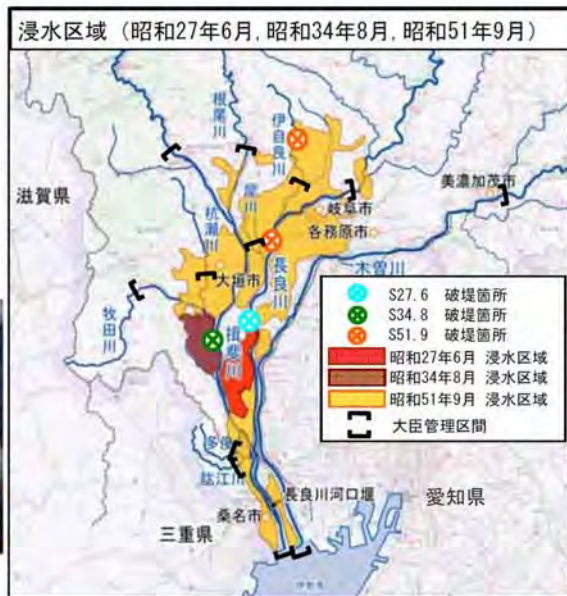 浸水区域（昭和27年6月，昭和34年8月，昭和51年9月）
根尾川
伊自良川
滋賀県
美濃加茂市
犀川
杭瀬川
岐阜市
各務原市
木曽川
大垣市
長良川
牧田川
揖斐川
S27.6 破堤箇所
S34.8 破堤箇所
S51.9 破堤箇所
昭和27年6月 浸水区域
昭和34年8月 浸水区域
昭和51年9月 浸水区域
大臣管理区間
多度
肱江川
長良川河口堰
愛知県
桑名市
三重県